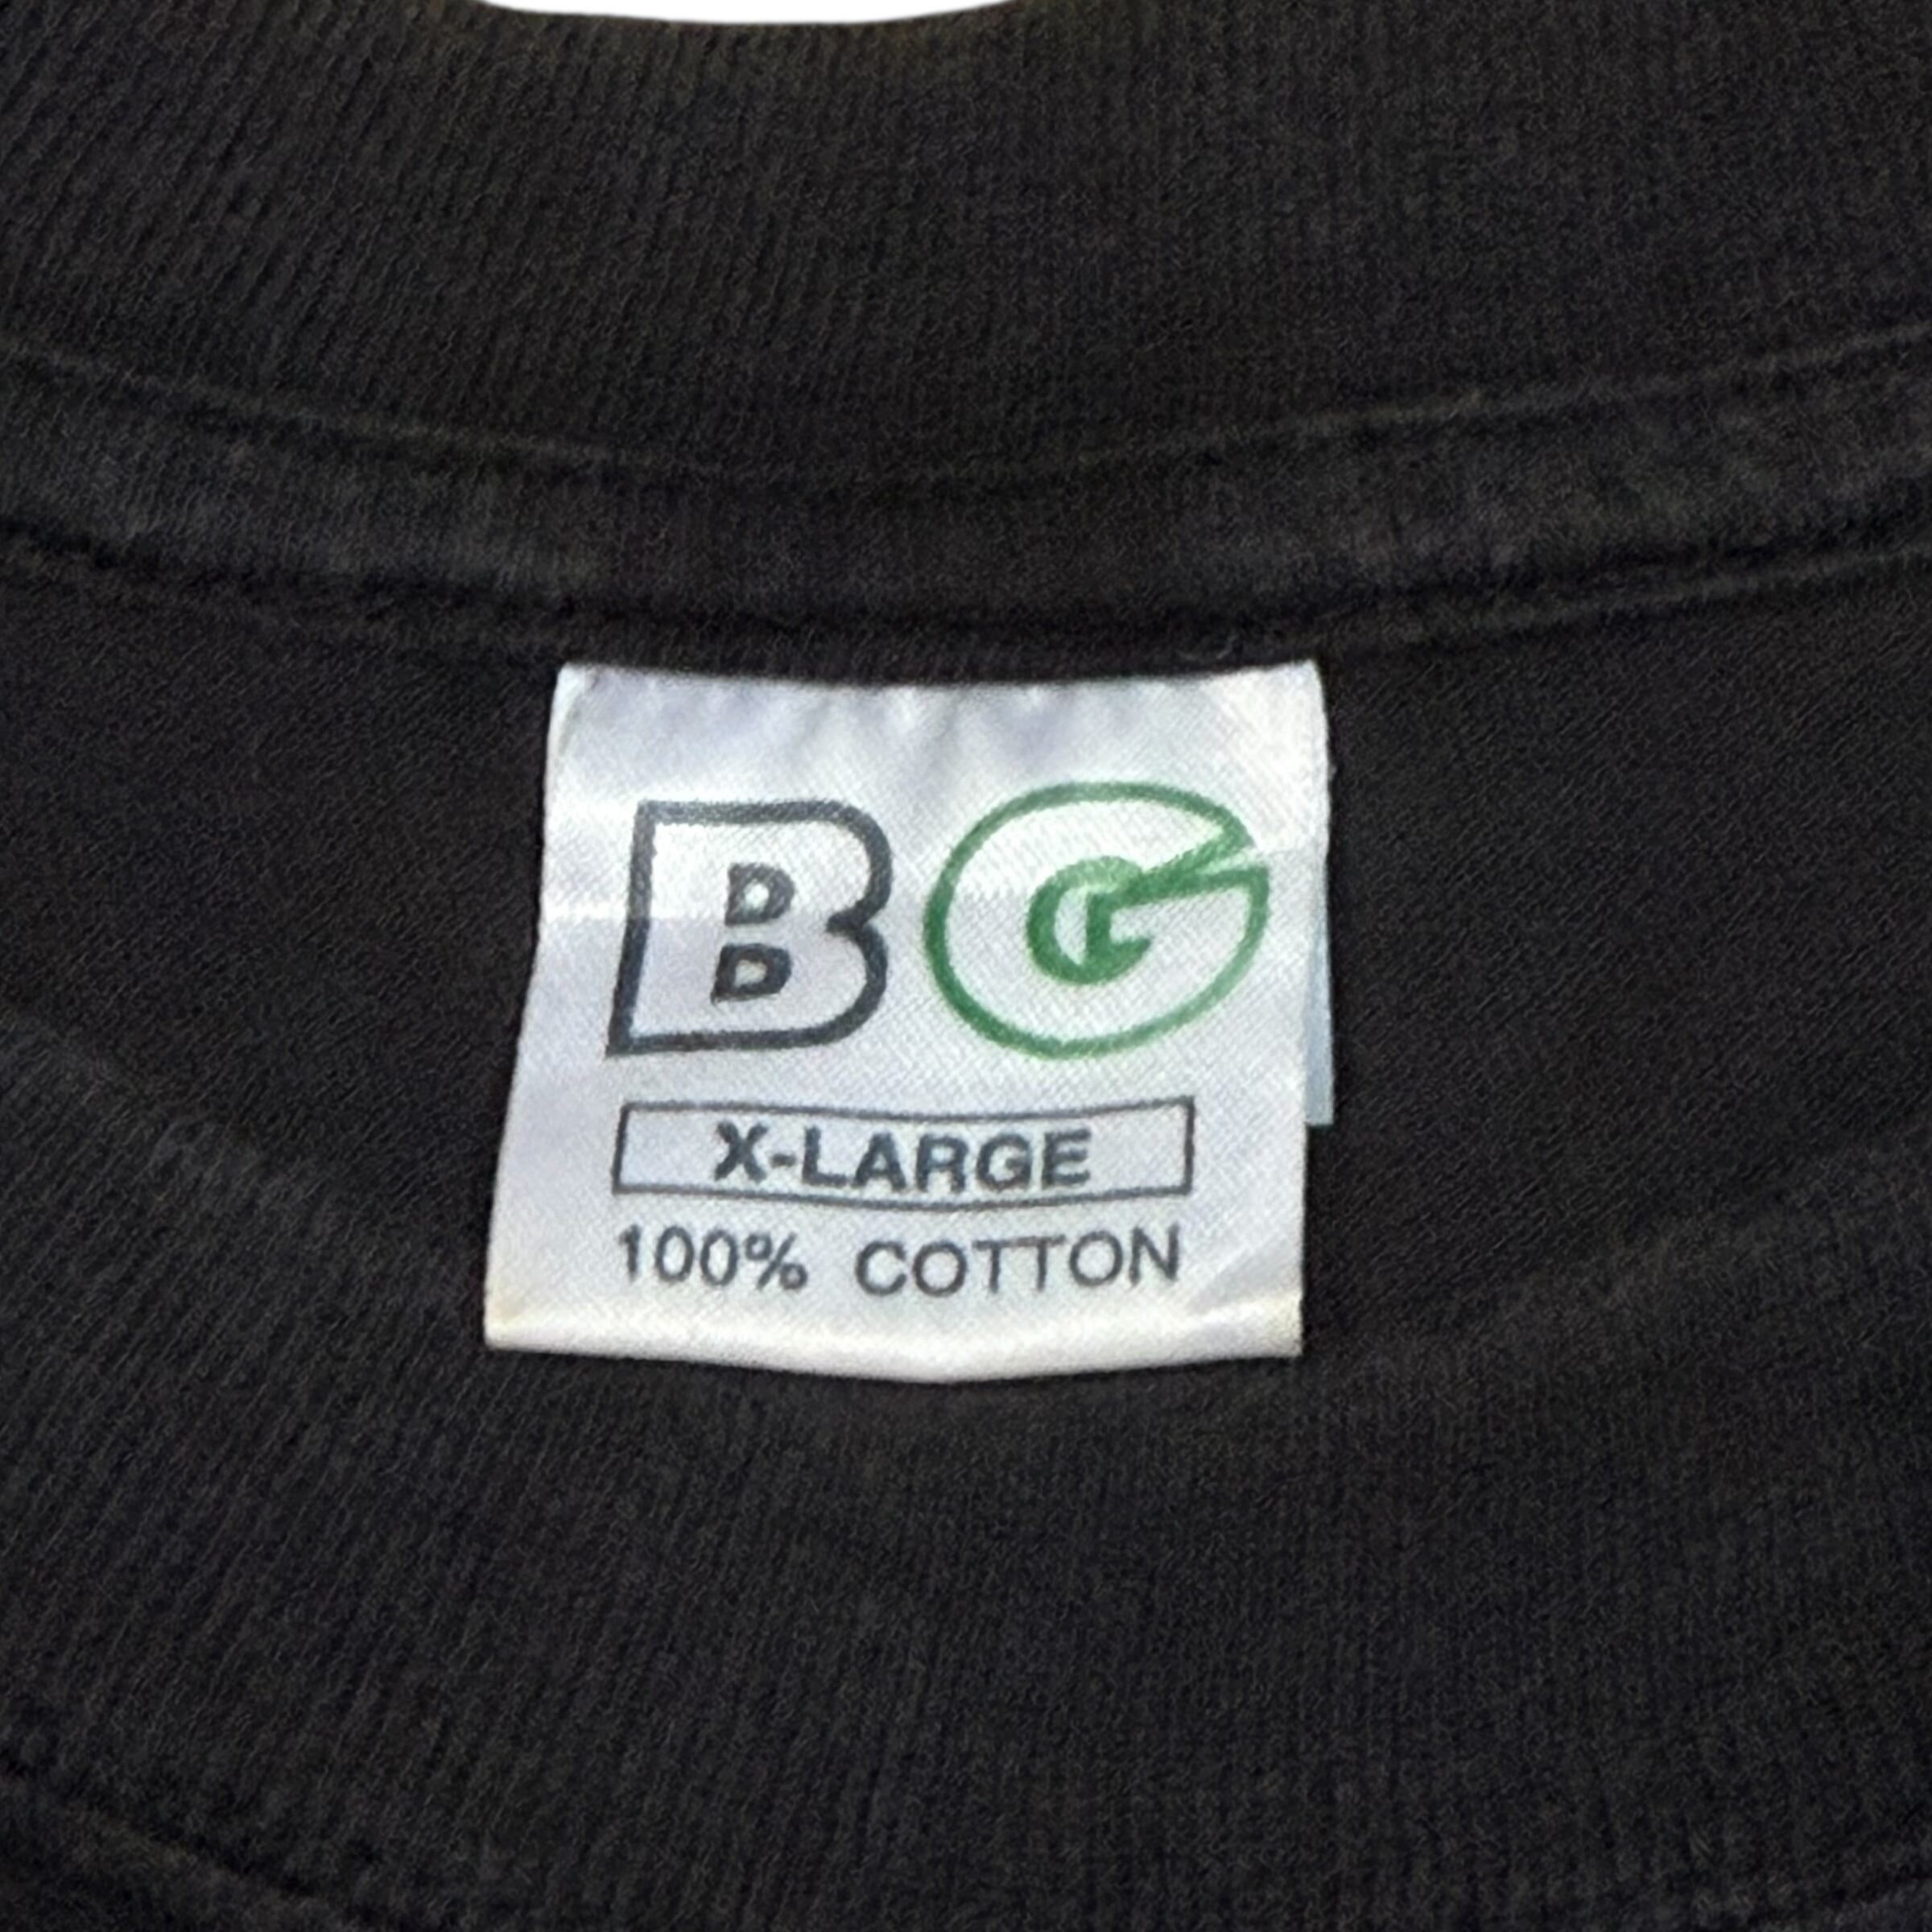 BG
X-LARGE
100% COTTON